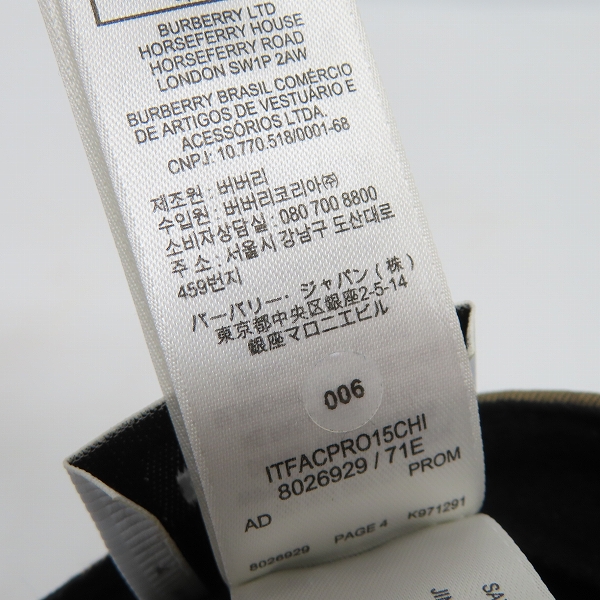 BURBERRY LTD
HORSEFERRY HOUSE
HORSEFERRY ROAD
LONDON SW1P 2AW
BURBERRY BRASIL COMÉRCIO
DE ARTIGOS DE VESTUÁRIO E
ACESSÓRIOS LTDA.
CNPJ: 10.770.518/0001-68
제조원 : 버버리
수입원 : 버버리코리아㈜
소비자상담실 : 080 700 8800
주 소 : 서울시 강남구 도산대로
459번지
バーバリー・ジャパン(株)
東京都中央区銀座2-5-14
銀座マロニエビル
006
ITFACPRO15CHI
8026929 / 71E
AD PROM
8026929 PAGE 4 K971291